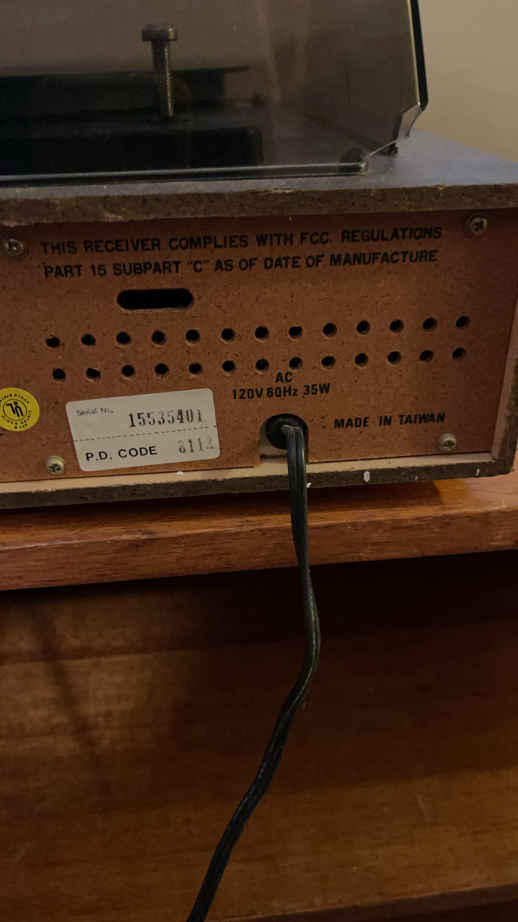 THIS RECEIVER COMPLIES WITH FCC. REGULATIONS
PART 15 SUBPART "C" AS OF DATE OF MANUFACTURE
AC
120V 60Hz 35W
MADE IN TAIWAN
Serial No.
15535401
P.D. CODE 8112